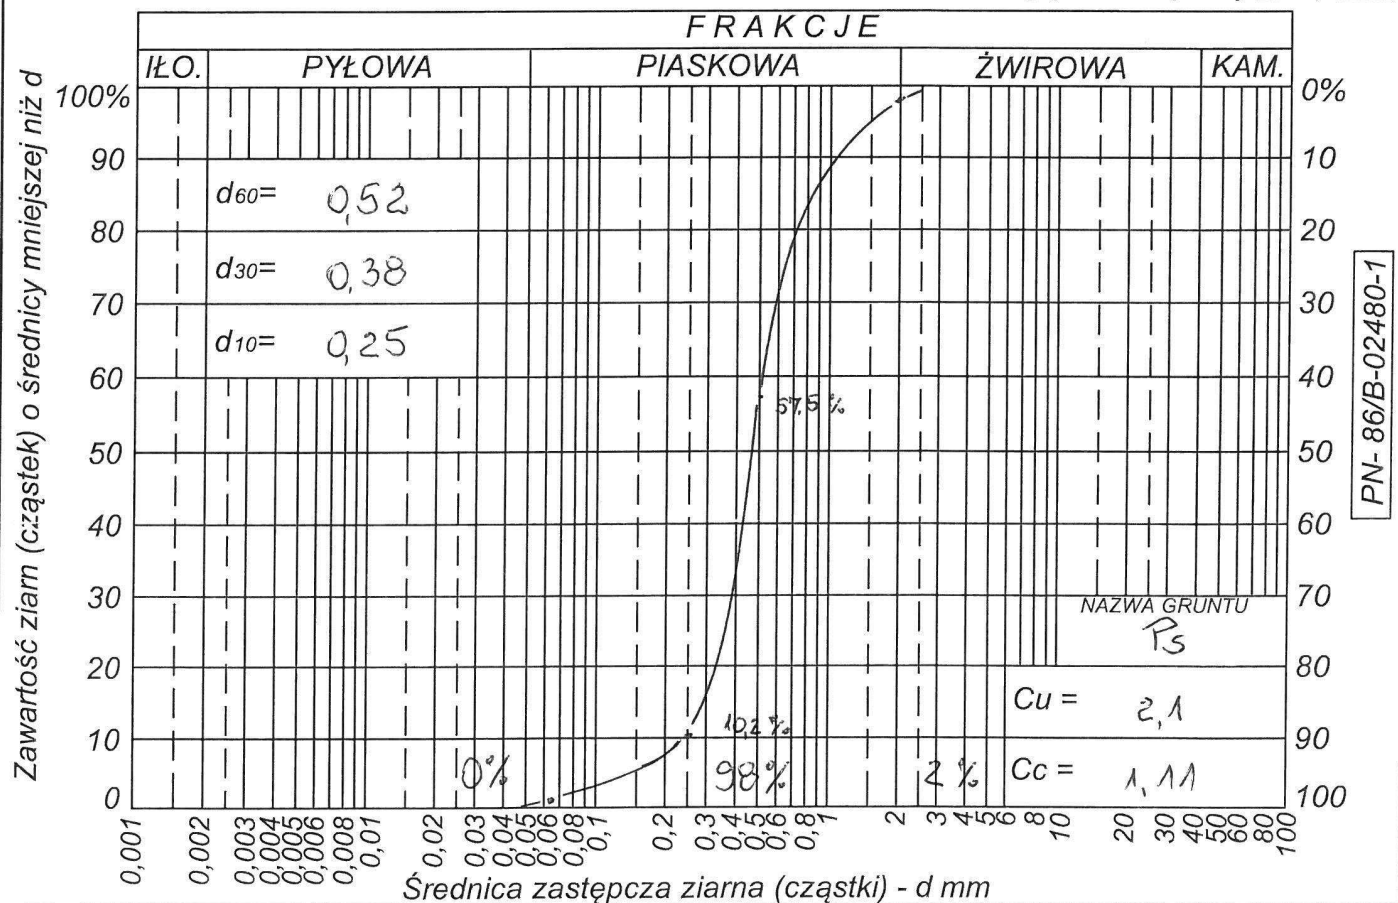 FRAKCJE
IŁO. PYŁOWA PIASKOWA ŻWIROWA KAM.
Zawartość ziarn (cząstek) o średnicy mniejszej niż d
100% 0%
90 10
d60= 0,52
80 20
d30= 0,38
70 30
d10= 0,25
60 40
57,5 %
50 50
40 60
30 70
NAZWA GRUNTU
Ps
20 80
Cu = 2,1
10,2 %
10 90
0% 98% 2% Cc = 1,11
0 100
0,001 0,002 0,003 0,004 0,005 0,006 0,008 0,01 0,02 0,03 0,04 0,05 0,06 0,08 0,1 0,2 0,3 0,4 0,5 0,6 0,8 1 2 3 4 5 6 8 10 20 30 40 50 60 80 100
Średnica zastępcza ziarna (cząstki) - d mm
PN- 86/B-02480-1